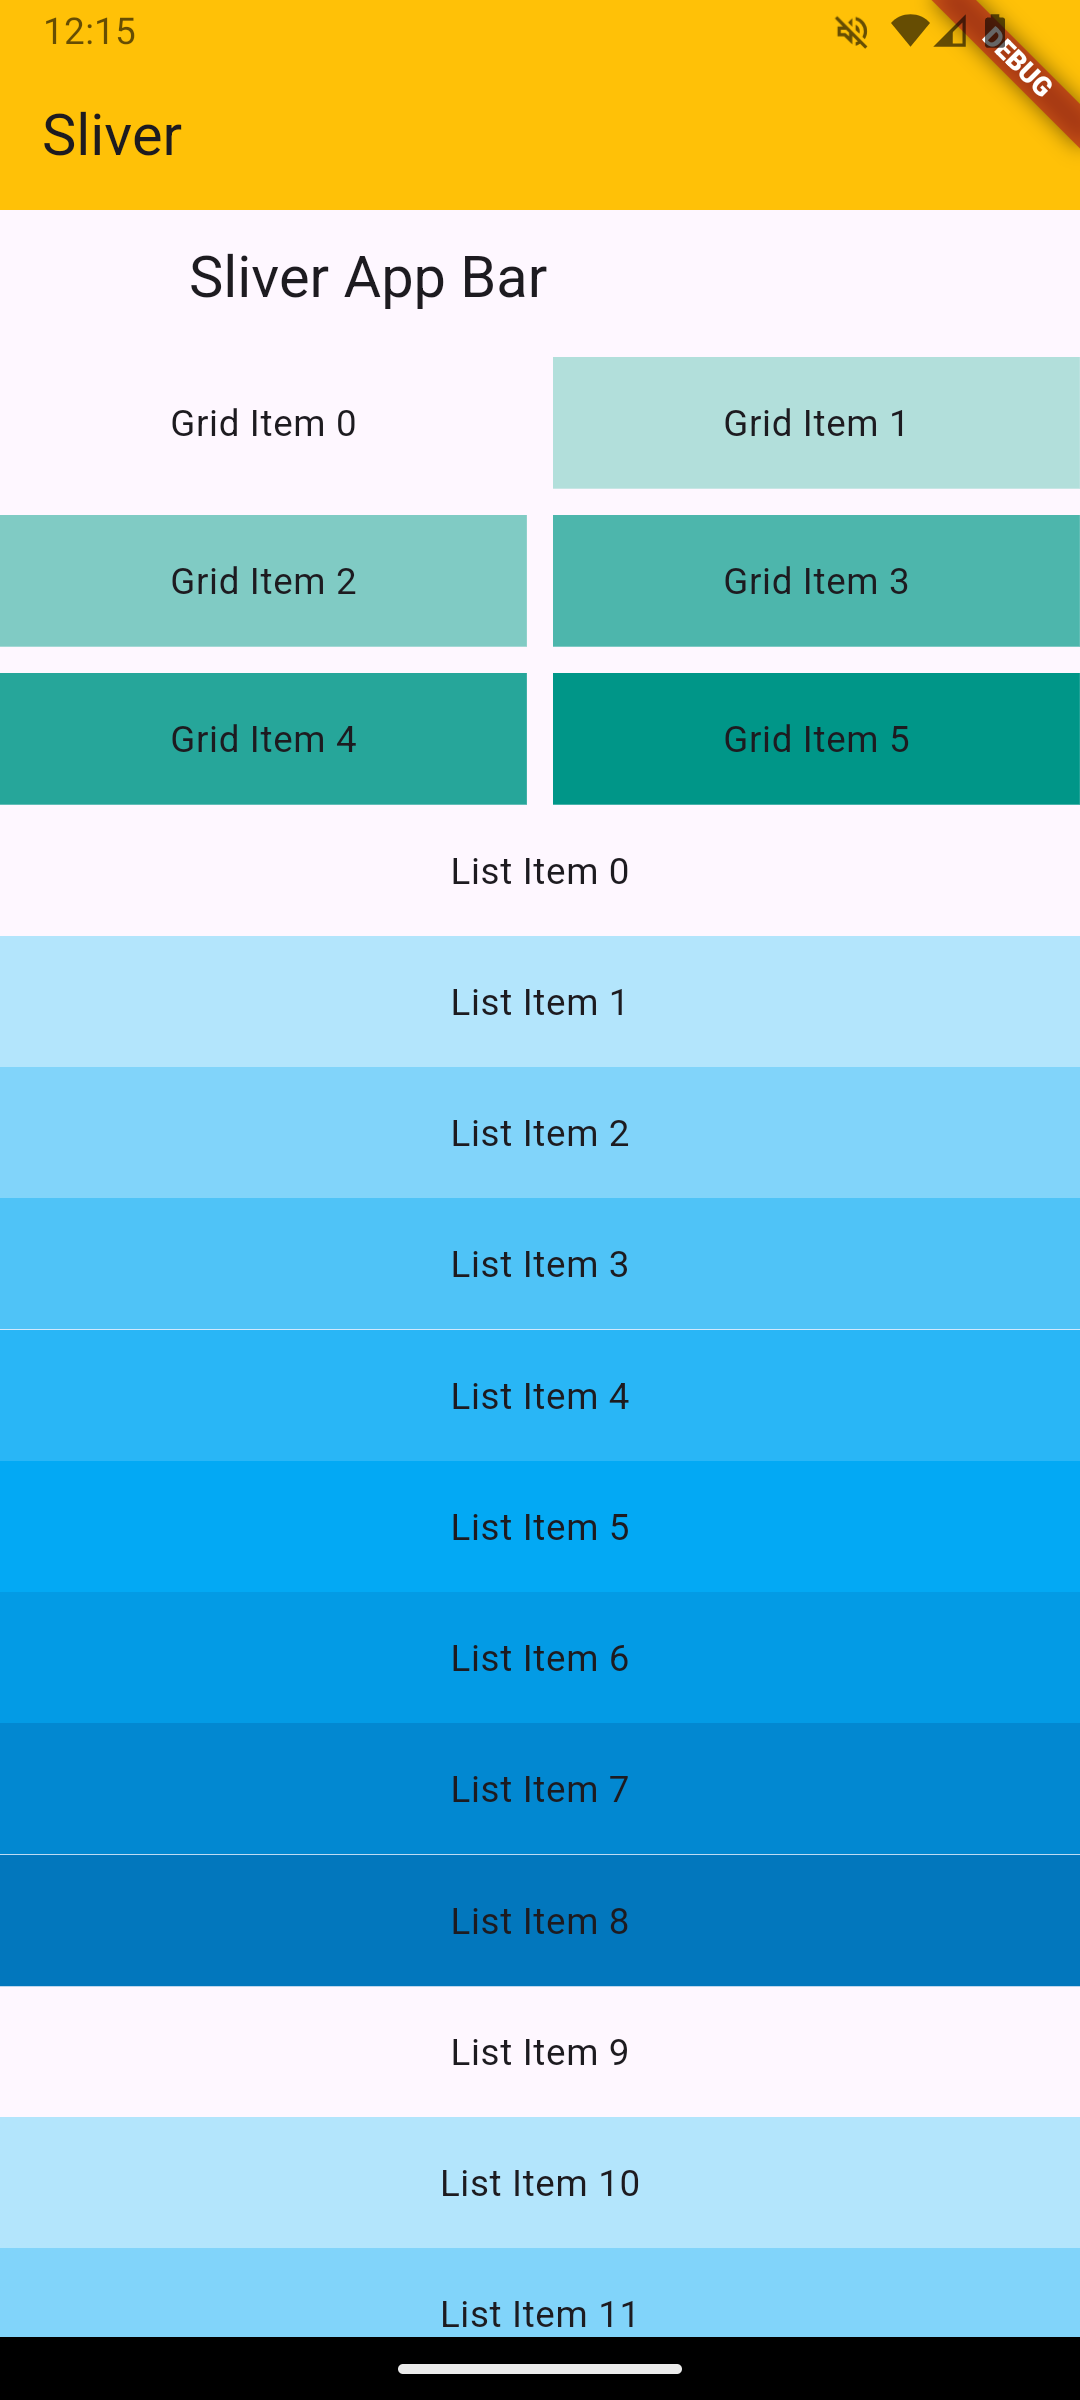 12:15
DEBUG
Sliver
Sliver App Bar
Grid Item 0
Grid Item 1
Grid Item 2
Grid Item 3
Grid Item 4
Grid Item 5
List Item 0
List Item 1
List Item 2
List Item 3
List Item 4
List Item 5
List Item 6
List Item 7
List Item 8
List Item 9
List Item 10
List Item 11